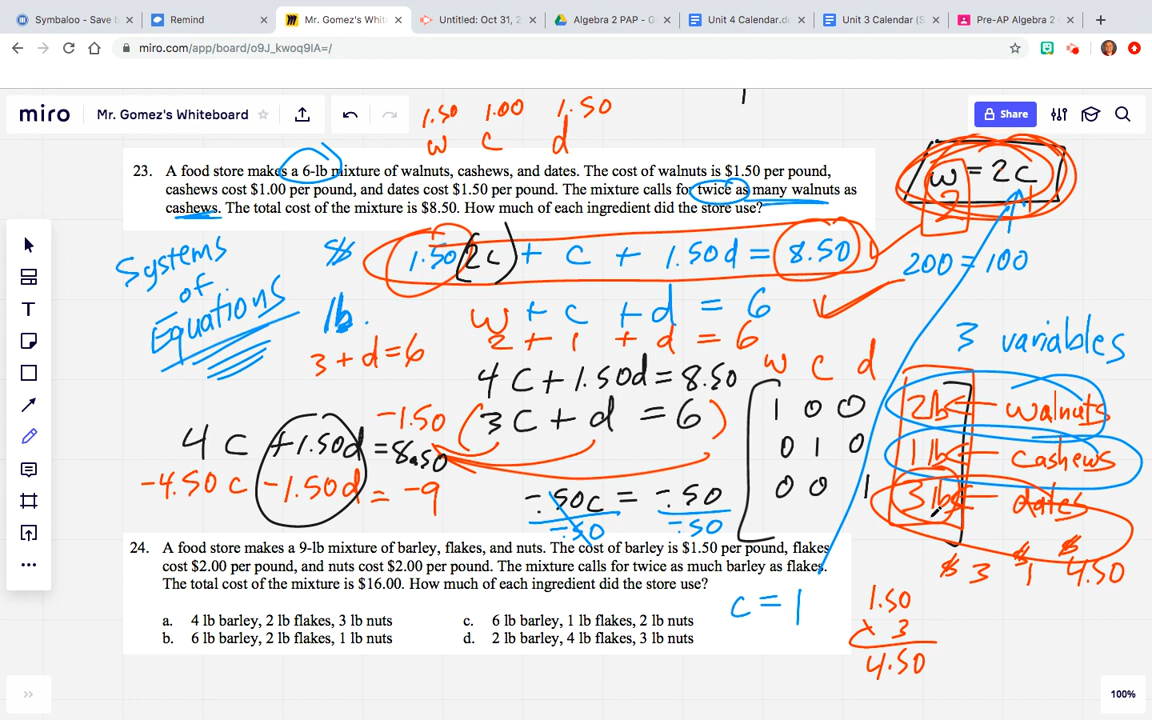 Symbaloo - Save b
Remind
Mr. Gomez's Whit
Untitled: Oct 31, 2
Algebra 2 PAP - G
Unit 4 Calendar.dc
Unit 3 Calendar (S
Pre-AP Algebra 2
miro.com/app/board/o9J_kwoq9IA=/
miro
Mr. Gomez's Whiteboard
Share
1.50 1.00 1.50
w c d
23. A food store makes a 6-lb mixture of walnuts, cashews, and dates. The cost of walnuts is $1.50 per pound,
cashews cost $1.00 per pound, and dates cost $1.50 per pound. The mixture calls for twice as many walnuts as
cashews. The total cost of the mixture is $8.50. How much of each ingredient did the store use?
w = 2c
2 1
Systems
of
Equations
$ 1.50(2c) + c + 1.50d = 8.50
200 ≠ 100
lb. w + c + d = 6
2 + 1 + d = 6
3 + d = 6
3 variables
4c + 1.50d = 8.50
w c d
-1.50 (3c + d = 6)
1 0 0 2lbs walnuts
4c + 1.50d = 8.50
0 1 0 1lb cashews
-4.50c - 1.50d = -9
0 0 1 3lbs dates
-.50c = -.50
-.50 -.50
$3 $1 $4.50
24. A food store makes a 9-lb mixture of barley, flakes, and nuts. The cost of barley is $1.50 per pound, flakes
cost $2.00 per pound, and nuts cost $2.00 per pound. The mixture calls for twice as much barley as flakes.
The total cost of the mixture is $16.00. How much of each ingredient did the store use?
c = 1
a. 4 lb barley, 2 lb flakes, 3 lb nuts
c. 6 lb barley, 1 lb flakes, 2 lb nuts
b. 6 lb barley, 2 lb flakes, 1 lb nuts
d. 2 lb barley, 4 lb flakes, 3 lb nuts
1.50
x 3
4.50
100%